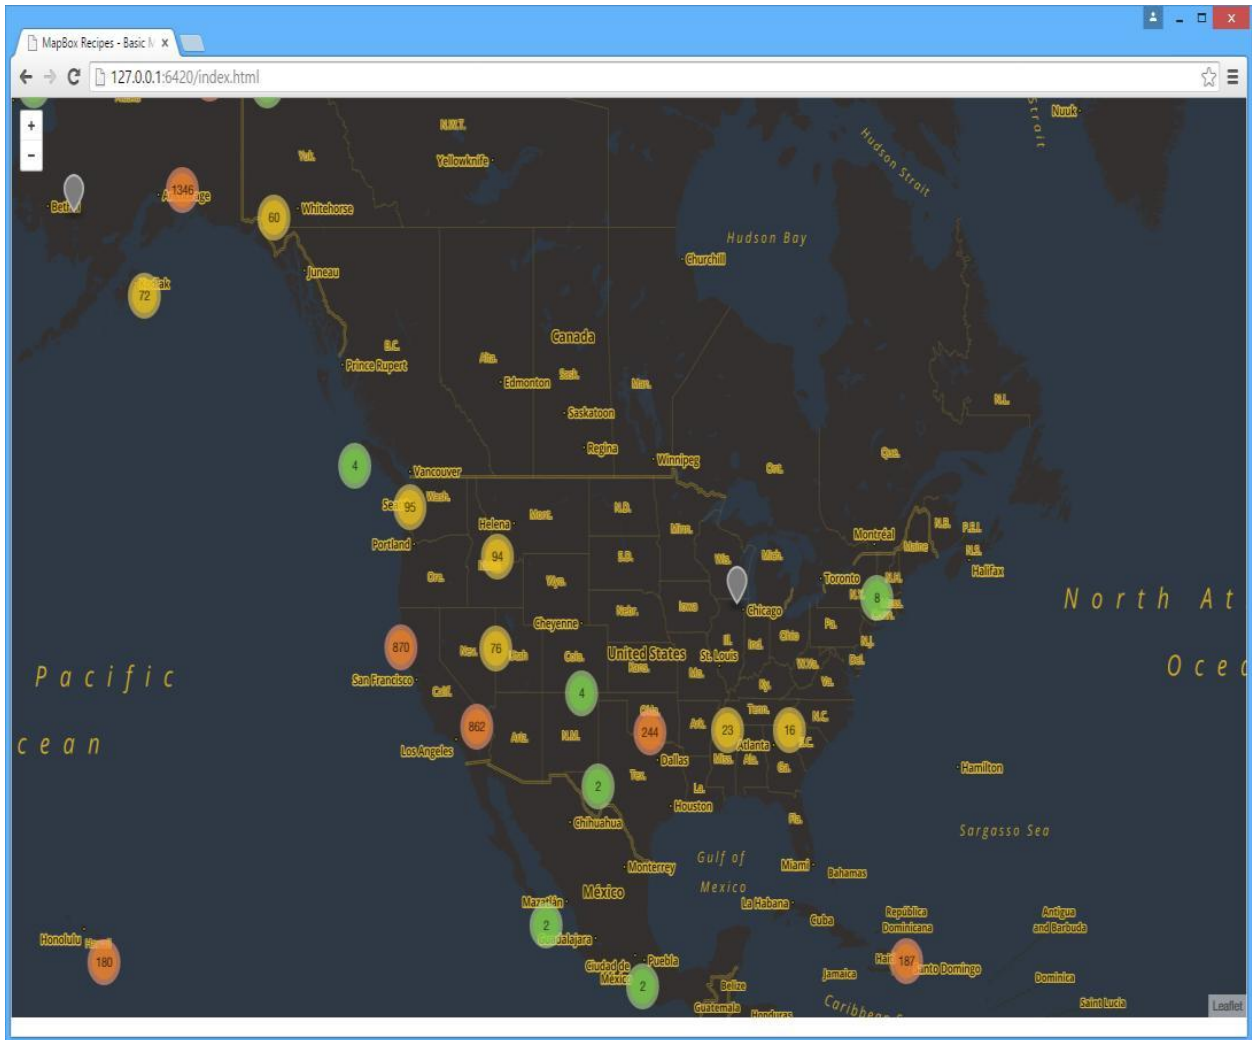 MapBox Recipes - Basic M
127.0.0.1:6420/index.html
+
-
N.W.T.
Yuk.
Yellowknife
Nuuk
Strait
Hudson Strait
1346
60
Whitehorse
Hudson Bay
Churchill
Juneau
72
Canada
B.C.
Alta.
Sask.
Man.
Prince Rupert
Edmonton
Saskatoon
N.L.
Regina
Winnipeg
Que.
Ont.
4
Vancouver
95
Wash.
Helena
Mont.
N.D.
Minn.
Montréal
Maine
N.B.
P.E.I.
N.S.
Halifax
Portland
94
S.D.
Wis.
Mich.
Toronto
N.H.
Ore.
Wyo.
8
North At
Ocea
Nebr.
Iowa
Chicago
Cheyenne
Pa.
870
Nev.
76
Utah
Colo.
United States
Kans.
St. Louis
Ill.
Ind.
Ohio
W.Va.
N.J.
Del.
Pacific
cean
San Francisco
Calif.
4
Mo.
Ky.
Va.
862
Los Angeles
Ariz.
N.M.
Okla.
244
Ark.
Tenn.
23
16
N.C.
S.C.
Atlanta
Dallas
Miss.
Ala.
Ga.
Tex.
La.
Hamilton
2
Houston
Chihuahua
Fla.
Sargasso Sea
Monterrey
Gulf of
Mexico
Miami
Bahamas
México
Mazatlán
2
La Habana
Cuba
República
Dominicana
Antigua
and Barbuda
Honolulu
180
Ciudad de
México
Puebla
187
Santo Domingo
2
Belize
Jamaica
Dominica
Guatemala
Honduras
Saint Lucia
Leaflet